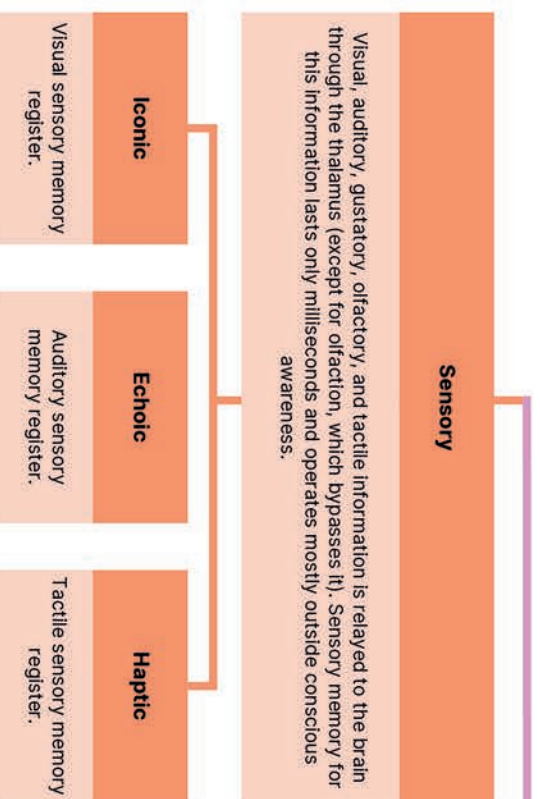 Sensory
Visual, auditory, gustatory, olfactory, and tactile information is relayed to the brain
through the thalamus (except for olfaction, which bypasses it). Sensory memory for
this information lasts only milliseconds and operates mostly outside conscious
awareness.
Iconic
Visual sensory memory
register.
Echoic
Auditory sensory
memory register.
Haptic
Tactile sensory memory
register.